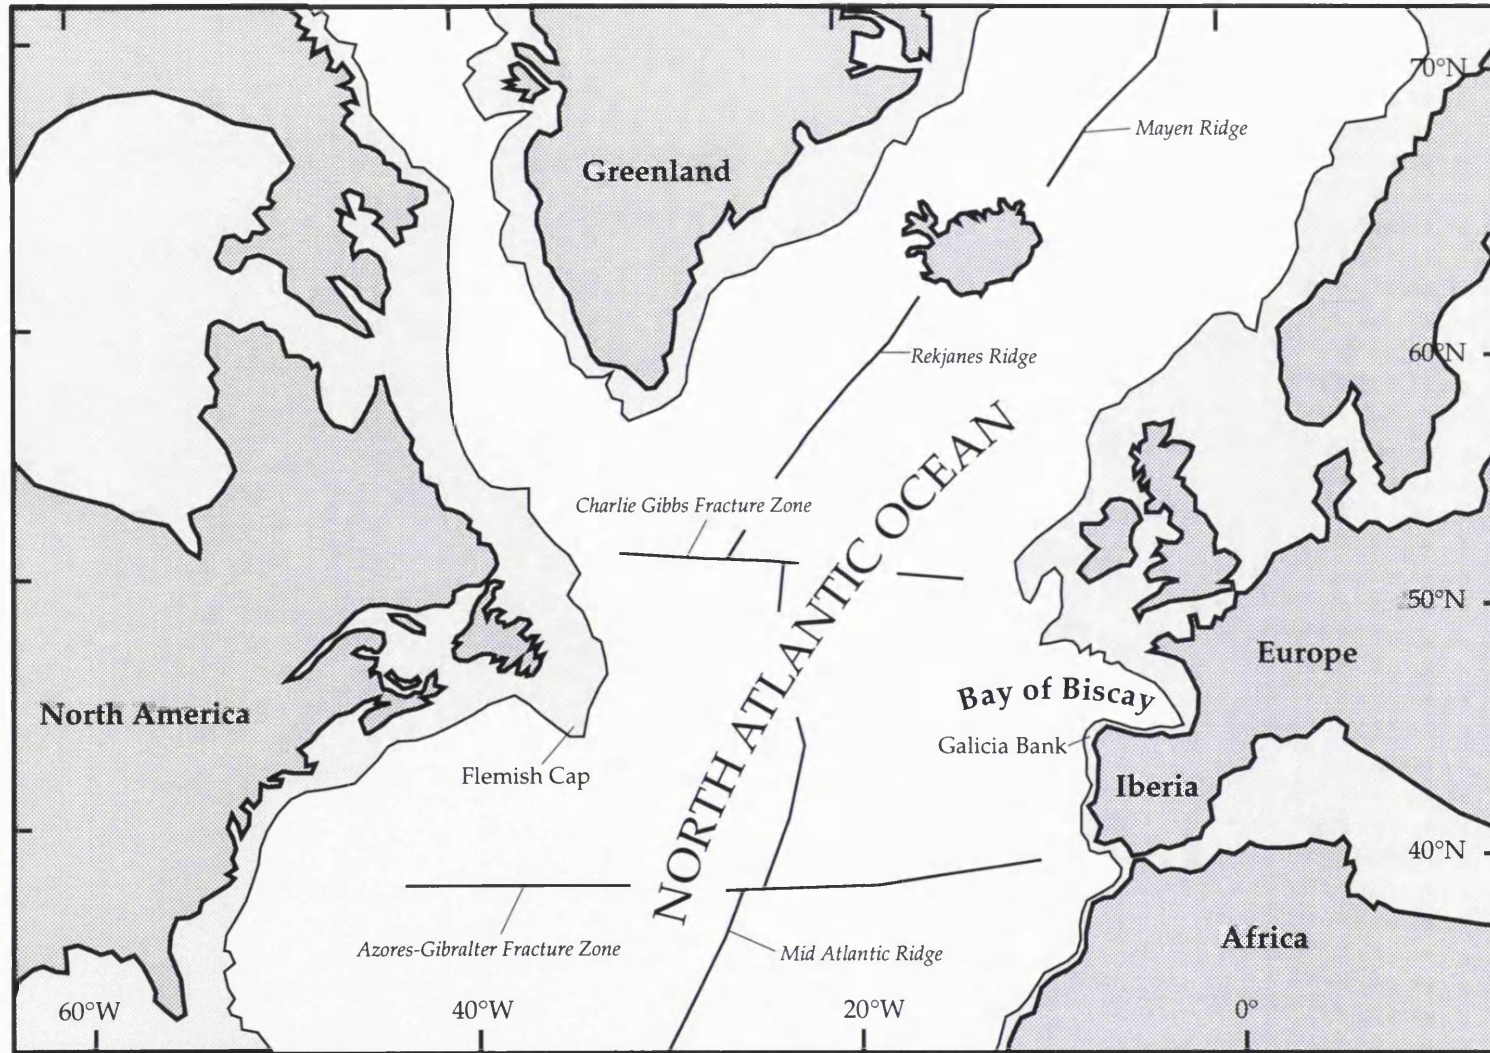 70°N
Mayen Ridge
Greenland
Rekjanes Ridge
60°N
NORTH ATLANTIC OCEAN
Charlie Gibbs Fracture Zone
50°N
Europe
Bay of Biscay
North America
Galicia Bank
Flemish Cap
Iberia
40°N
Azores-Gibralter Fracture Zone
Mid Atlantic Ridge
Africa
60°W
40°W
20°W
0°